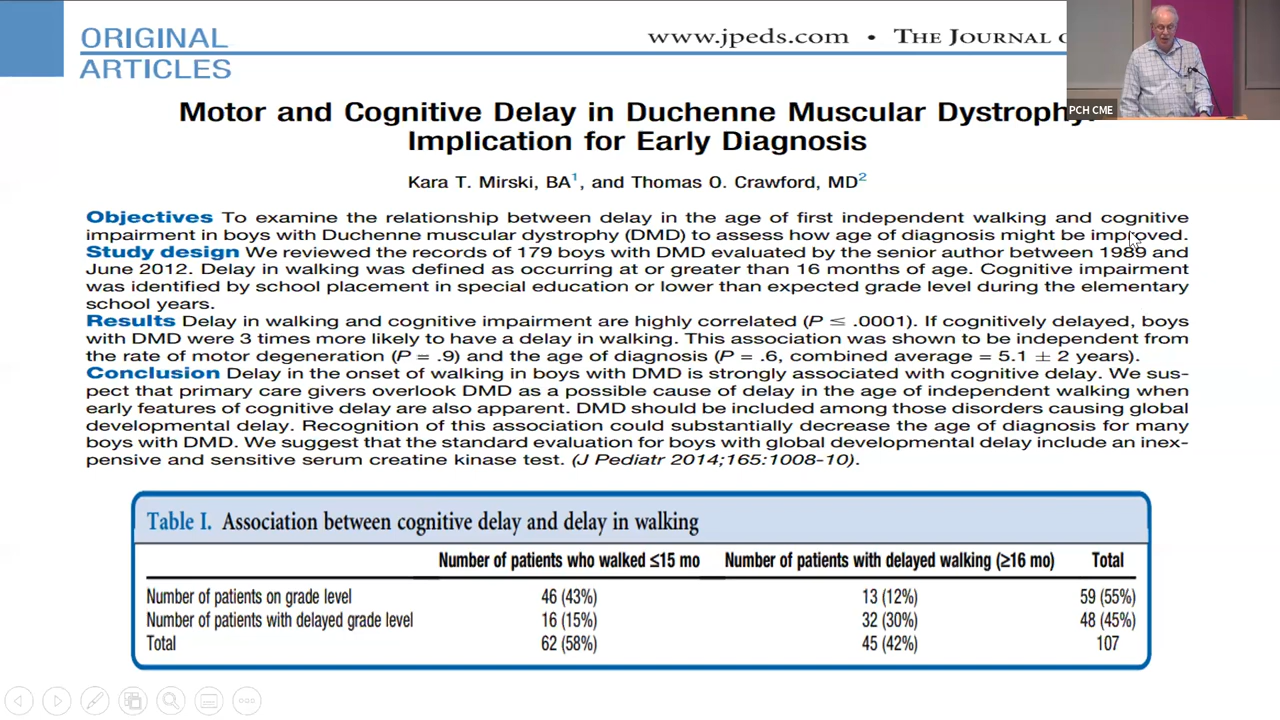 ORIGINAL
ARTICLES
www.jpeds.com • THE JOURNAL
Motor and Cognitive Delay in Duchenne Muscular Dystrophy:
Implication for Early Diagnosis
Kara T. Mirski, BA1, and Thomas O. Crawford, MD2
Objectives To examine the relationship between delay in the age of first independent walking and cognitive
impairment in boys with Duchenne muscular dystrophy (DMD) to assess how age of diagnosis might be improved.
Study design We reviewed the records of 179 boys with DMD evaluated by the senior author between 1989 and
June 2012. Delay in walking was defined as occurring at or greater than 16 months of age. Cognitive impairment
was identified by school placement in special education or lower than expected grade level during the elementary
school years.
Results Delay in walking and cognitive impairment are highly correlated (P ≤ .0001). If cognitively delayed, boys
with DMD were 3 times more likely to have a delay in walking. This association was shown to be independent from
the rate of motor degeneration (P = .9) and the age of diagnosis (P = .6, combined average = 5.1 ± 2 years).
Conclusion Delay in the onset of walking in boys with DMD is strongly associated with cognitive delay. We sus-
pect that primary care givers overlook DMD as a possible cause of delay in the age of independent walking when
early features of cognitive delay are also apparent. DMD should be included among those disorders causing global
developmental delay. Recognition of this association could substantially decrease the age of diagnosis for many
boys with DMD. We suggest that the standard evaluation for boys with global developmental delay include an inex-
pensive and sensitive serum creatine kinase test. (J Pediatr 2014;165:1008-10).
Table I. Association between cognitive delay and delay in walking
Number of patients who walked ≤15 mo Number of patients with delayed walking (≥16 mo) Total
Number of patients on grade level 46 (43%) 13 (12%) 59 (55%)
Number of patients with delayed grade level 16 (15%) 32 (30%) 48 (45%)
Total 62 (58%) 45 (42%) 107
PCH CME